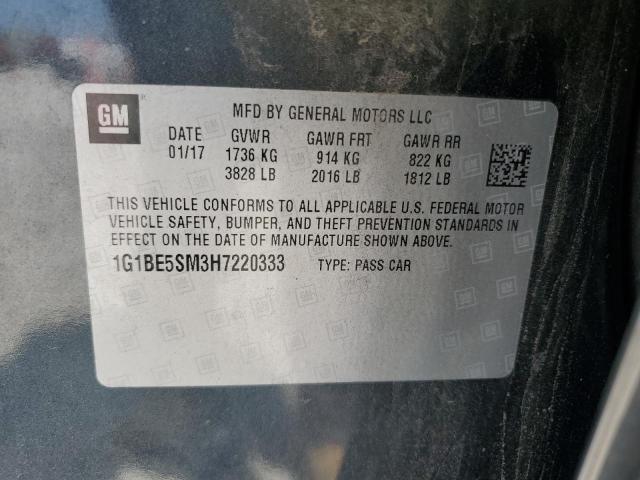 GM
MFD BY GENERAL MOTORS LLC
DATE GVWR GAWR FRT GAWR RR
01/17 1736 KG 914 KG 822 KG
3828 LB 2016 LB 1812 LB
THIS VEHICLE CONFORMS TO ALL APPLICABLE U.S. FEDERAL MOTOR
VEHICLE SAFETY, BUMPER, AND THEFT PREVENTION STANDARDS IN
EFFECT ON THE DATE OF MANUFACTURE SHOWN ABOVE.
1G1BE5SM3H7220333 TYPE: PASS CAR